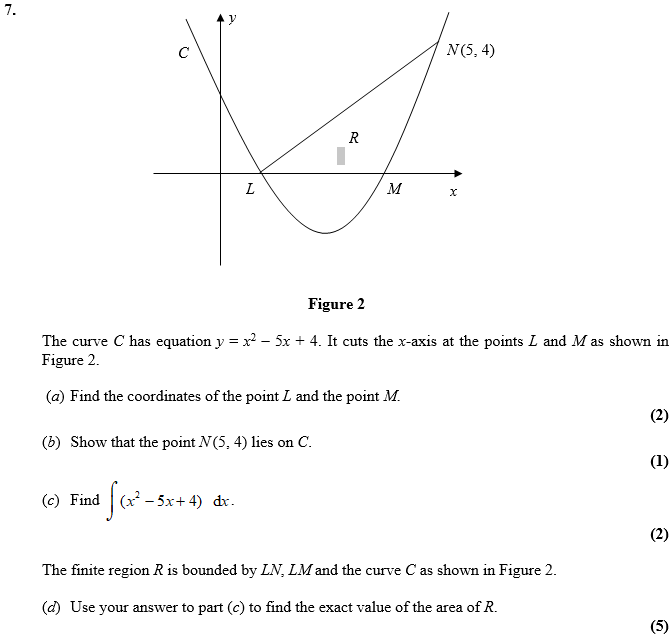 7.
y
C
N(5, 4)
R
L
M
x
Figure 2
The curve C has equation y = x² – 5x + 4. It cuts the x-axis at the points L and M as shown in
Figure 2.
(a) Find the coordinates of the point L and the point M.
(2)
(b) Show that the point N(5, 4) lies on C.
(1)
(c) Find ∫(x² – 5x + 4) dx.
(2)
The finite region R is bounded by LN, LM and the curve C as shown in Figure 2.
(d) Use your answer to part (c) to find the exact value of the area of R.
(5)